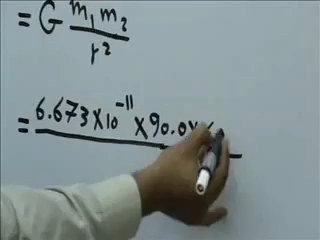 = G m₁ m₂ / r²
= 6.673 × 10⁻¹¹ × 90.0 ×